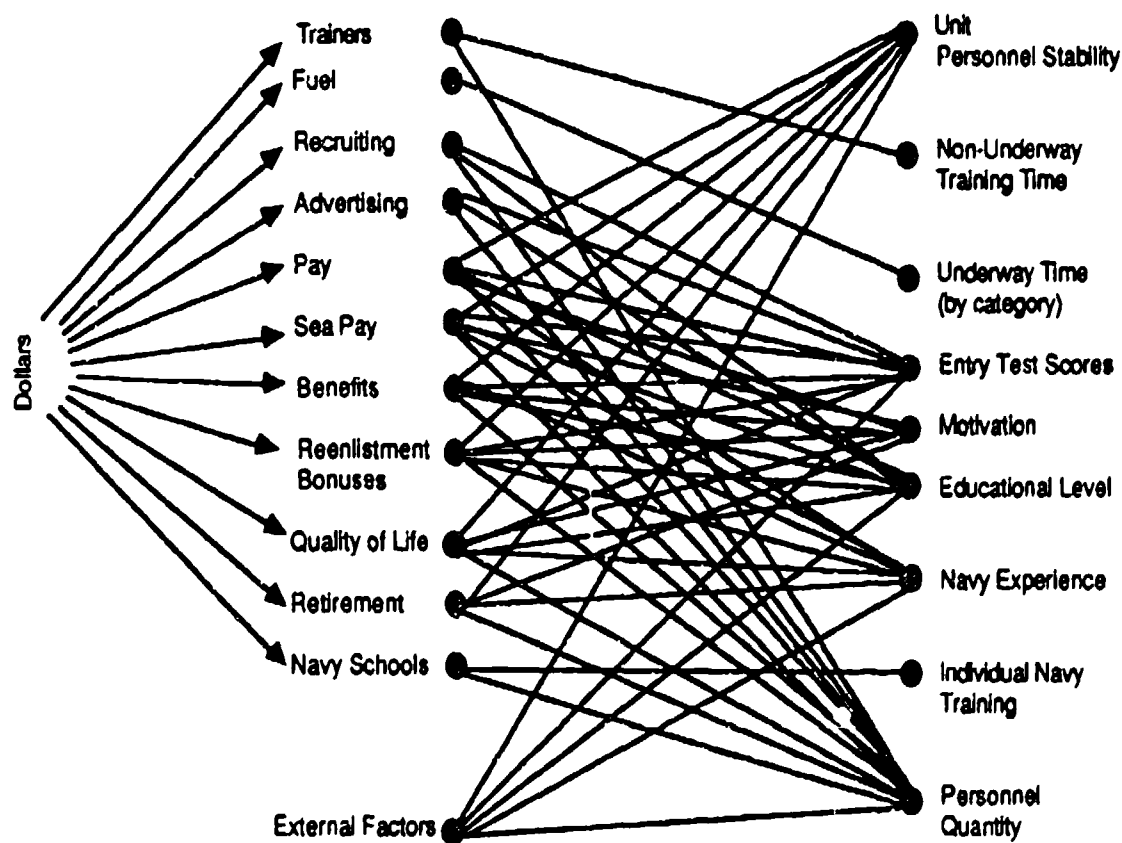 Dollars
Trainers
Fuel
Recruiting
Advertising
Pay
Sea Pay
Benefits
Reenlistment
Bonuses
Quality of Life
Retirement
Navy Schools
External Factors
Unit
Personnel Stability
Non-Underway
Training Time
Underway Time
(by category)
Entry Test Scores
Motivation
Educational Level
Navy Experience
Individual Navy
Training
Personnel
Quantity